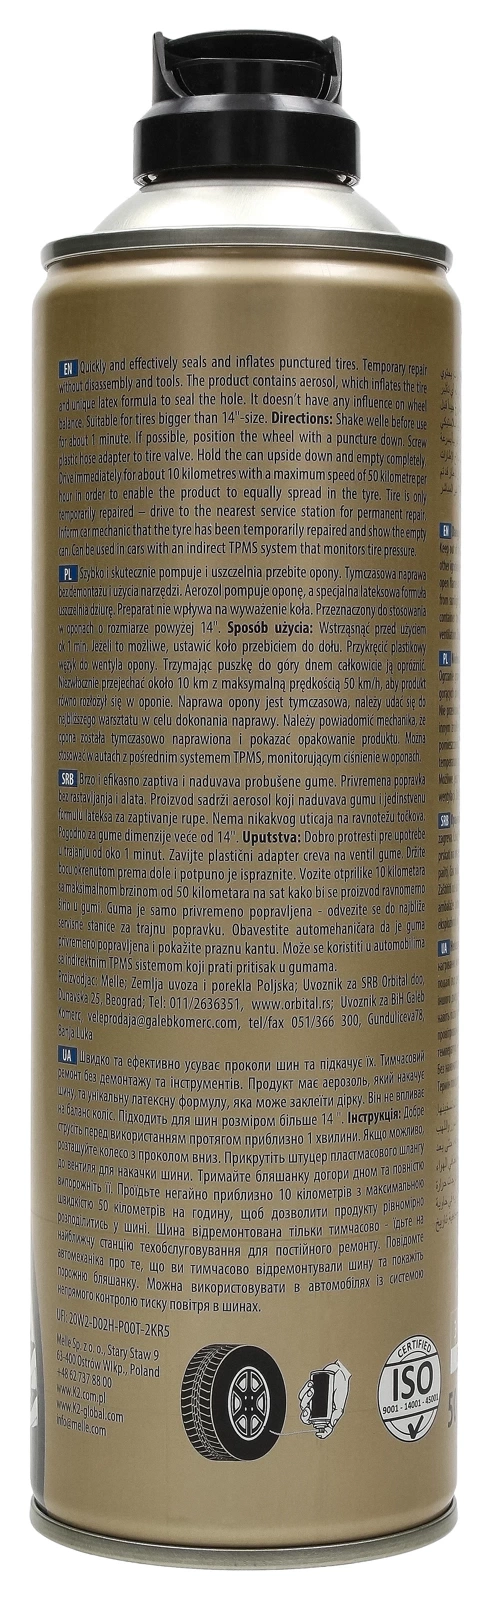 EN Quickly and effectively seals and inflates punctured tires. Temporary repair
without disassembly and tools. The product contains aerosol, which inflates the tire
and unique latex formula to seal the hole. It doesn't have any influence on wheel
balance. Suitable for tires bigger than 14"-size. Directions: Shake welle before use
for about 1 minute. If possible, position the wheel with a puncture down. Screw
plastic hose adapter to tire valve. Hold the can upside down and empty completely.
Drive immediately for about 10 kilometres with a maximum speed of 50 kilometre per
hour in order to enable the product to equally spread in the tyre. Tire is only
temporarily repaired – drive to the nearest service station for permanent repair.
Inform car mechanic that the tyre has been temporarily repaired and show the empty
can. Can be used in cars with an indirect TPMS system that monitors tire pressure.
PL Szybko i skutecznie pompuje i uszczelnia przebite opony. Tymczasowa naprawa
bez demontażu i użycia narzędzi. Aerozol pompuje oponę, a specjalna lateksowa formuła
uszczelnia dziurę. Preparat nie wpływa na wyważenie koła. Przeznaczony do stosowania
w oponach o rozmiarze powyżej 14". Sposób użycia: Wstrząsnąć przed użyciem
ok 1 min. Jeżeli to możliwe, ustawić koło przebiciem do dołu. Przykręcić plastikowy
wężyk do wentyla opony. Trzymając puszkę do góry dnem całkowicie ją opróżnić.
Niezwłocznie przejechać około 10 km z maksymalną prędkością 50 km/h, aby produkt
równo rozłożył się w oponie. Naprawa opony jest tymczasowa, należy udać się do
najbliższego warsztatu w celu dokonania naprawy. Należy powiadomić mechanika, że
opona została tymczasowo naprawiona i pokazać opakowanie produktu. Można
stosować w autach z pośrednim systemem TPMS, monitorującym ciśnienie w oponach.
SRB Brzo i efikasno zaptiva i naduvava probušene gume. Privremena popravka
bez rastavljanja i alata. Proizvod sadrži aerosol koji naduvava gumu i jedinstvenu
formulu lateksa za zaptivanje rupe. Nema nikakvog uticaja na ravnotežu točkova.
Pogodno za gume dimenzije vece od 14". Uputstva: Dobro protresti pre upotrebe
u trajanju od oko 1 minut. Zavijte plastični adapter creva na ventil gume. Držite
bocu okrenutom prema dole i potpuno je ispraznite. Vozite otprilike 10 kilometara
sa maksimalnom brzinom od 50 kilometara na sat kako bi se proizvod ravnomerno
širio u gumi. Guma je samo privremeno popravljena - odvezite se do najbliže
servisne stanice za trajnu popravku. Obavestite automehaničara da je guma
privremeno popravljena i pokažite praznu kantu. Može se koristiti u automobilima
sa indirektnim TPMS sistemom koji prati pritisak u gumama.
Proizvodjac: Melle; Zemlja uvoza i porekla Poljska; Uvoznik za SRB Orbital doo,
Dunavska 25, Beograd; Tel: 011/2636351, www.orbital.rs; Uvoznik za BiH Galeb
Komerc, veleprodaja@galebkomerc.com, tel/fax 051/366 300, Gunduliceva78,
Banja Luka
UA Швидко та ефективно усуває проколи шин та підкачує їх. Тимчасовий
ремонт без демонтажу та інструментів. Продукт має аерозоль, який накачує
шину та унікальну латексну формулу, яка може заклеїти дірку. Він не впливає
на баланс коліс. Підходить для шин розміром більше 14 ". Інструкція: Добре
струсіть перед використанням протягом приблизно 1 хвилини. Якщо можливо,
розташуйте колесо з проколом вниз. Прикрутіть штуцер пластмасового шлангу
до вентиля для накачки шини. Тримайте бляшанку догори дном та повністю
випорожніть її. Проїдьте негайно приблизно 10 кілометрів з максимальною
швидкістю 50 кілометрів на годину, щоб дозволити продукту рівномірно
розподілитись у шині. Шина відремонтована тільки тимчасово - їдьте на
найближчу станцію техобслуговування для постійного ремонту. Повідомте
автомеханіка про те, що ви тимчасово відремонтували шину та покажіть
порожню бляшанку. Можна використовувати в автомобілях із системою
непрямого контролю тиску повітря в шинах.
UFI: 20W2-D02H-P00T-2KR5
Melle Sp. z o. o., Stary Staw 9
63-400 Ostrów Wlkp., Poland
+48 62 737 88 00
www.K2.com.pl
www.k2-global.com
info@melle.com
CERTIFIED
ISO
9001 - 14001 - 45001
EN
PL
SRB
UA